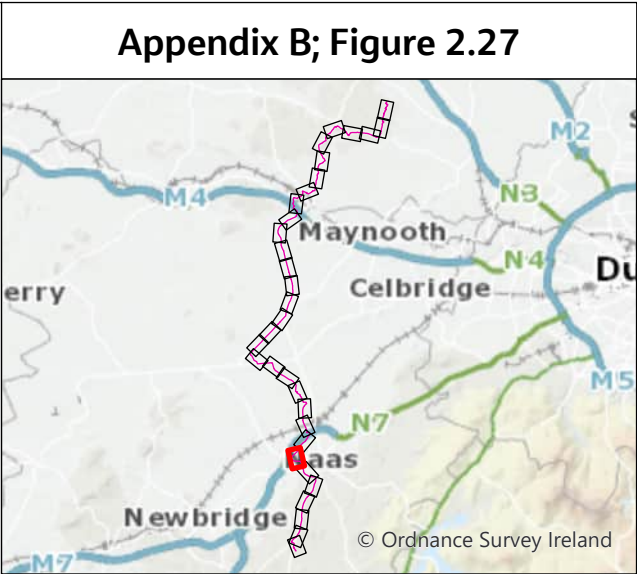 Appendix B; Figure 2.27
M2
M4
N3
Maynooth
N4
Celbridge
Du
erry
M5
N7
aas
Newbridge
© Ordnance Survey Ireland
M7